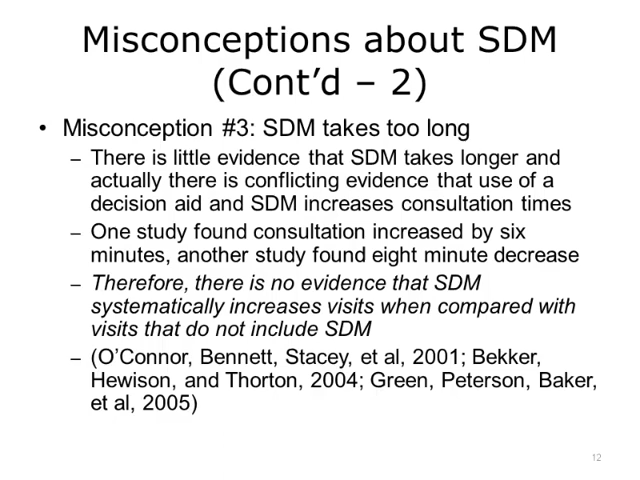 Misconceptions about SDM
(Cont'd – 2)
• Misconception #3: SDM takes too long
– There is little evidence that SDM takes longer and
actually there is conflicting evidence that use of a
decision aid and SDM increases consultation times
– One study found consultation increased by six
minutes, another study found eight minute decrease
– Therefore, there is no evidence that SDM
systematically increases visits when compared with
visits that do not include SDM
– (O'Connor, Bennett, Stacey, et al, 2001; Bekker,
Hewison, and Thorton, 2004; Green, Peterson, Baker,
et al, 2005)
12